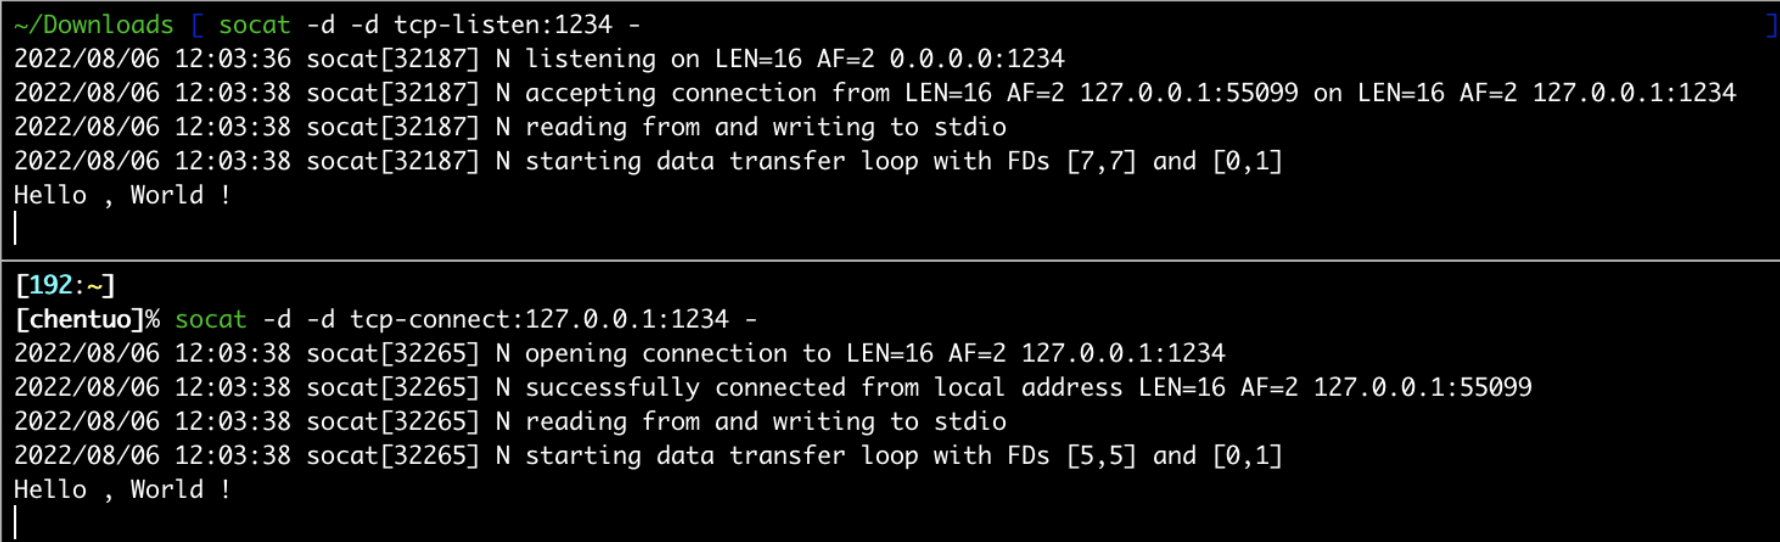 ~/Downloads [ socat -d -d tcp-listen:1234 - ]
2022/08/06 12:03:36 socat[32187] N listening on LEN=16 AF=2 0.0.0.0:1234
2022/08/06 12:03:38 socat[32187] N accepting connection from LEN=16 AF=2 127.0.0.1:55099 on LEN=16 AF=2 127.0.0.1:1234
2022/08/06 12:03:38 socat[32187] N reading from and writing to stdio
2022/08/06 12:03:38 socat[32187] N starting data transfer loop with FDs [7,7] and [0,1]
Hello , World !
[192:~]
[chentuo]% socat -d -d tcp-connect:127.0.0.1:1234 -
2022/08/06 12:03:38 socat[32265] N opening connection to LEN=16 AF=2 127.0.0.1:1234
2022/08/06 12:03:38 socat[32265] N successfully connected from local address LEN=16 AF=2 127.0.0.1:55099
2022/08/06 12:03:38 socat[32265] N reading from and writing to stdio
2022/08/06 12:03:38 socat[32265] N starting data transfer loop with FDs [5,5] and [0,1]
Hello , World !